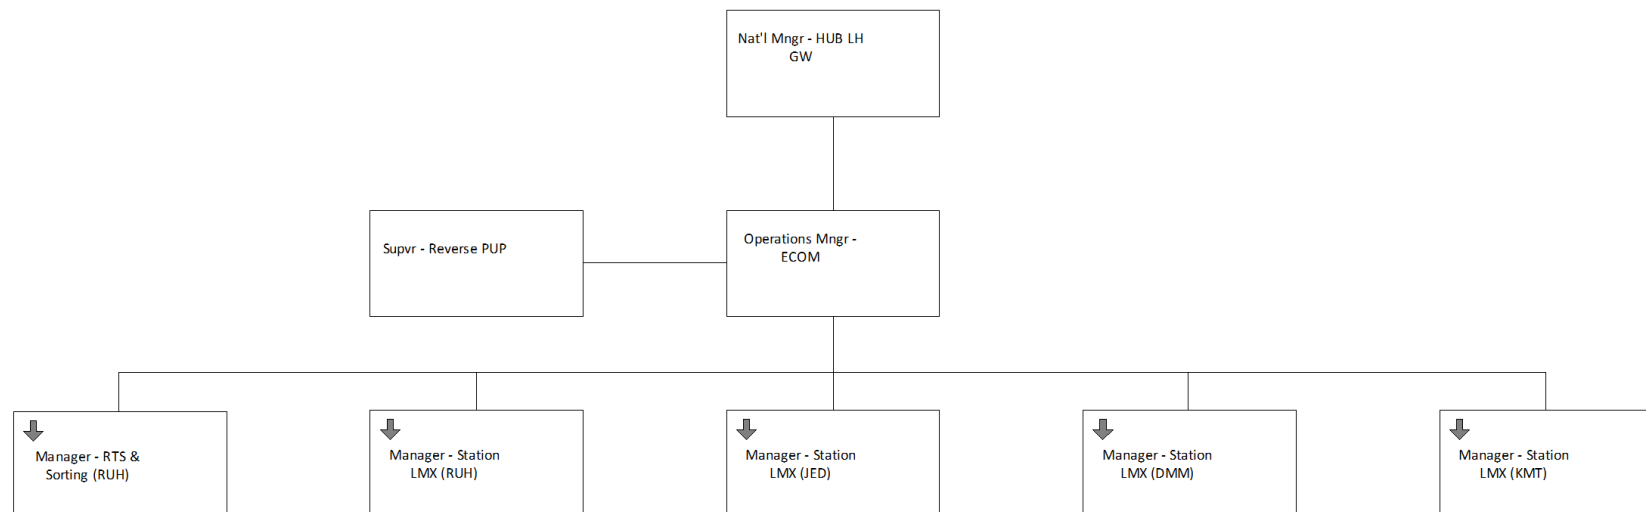 Nat'l Mngr - HUB LH
GW
Supvr - Reverse PUP
Operations Mngr -
ECOM
Manager - RTS &
Sorting (RUH)
Manager - Station
LMX (RUH)
Manager - Station
LMX (JED)
Manager - Station
LMX (DMM)
Manager - Station
LMX (KMT)